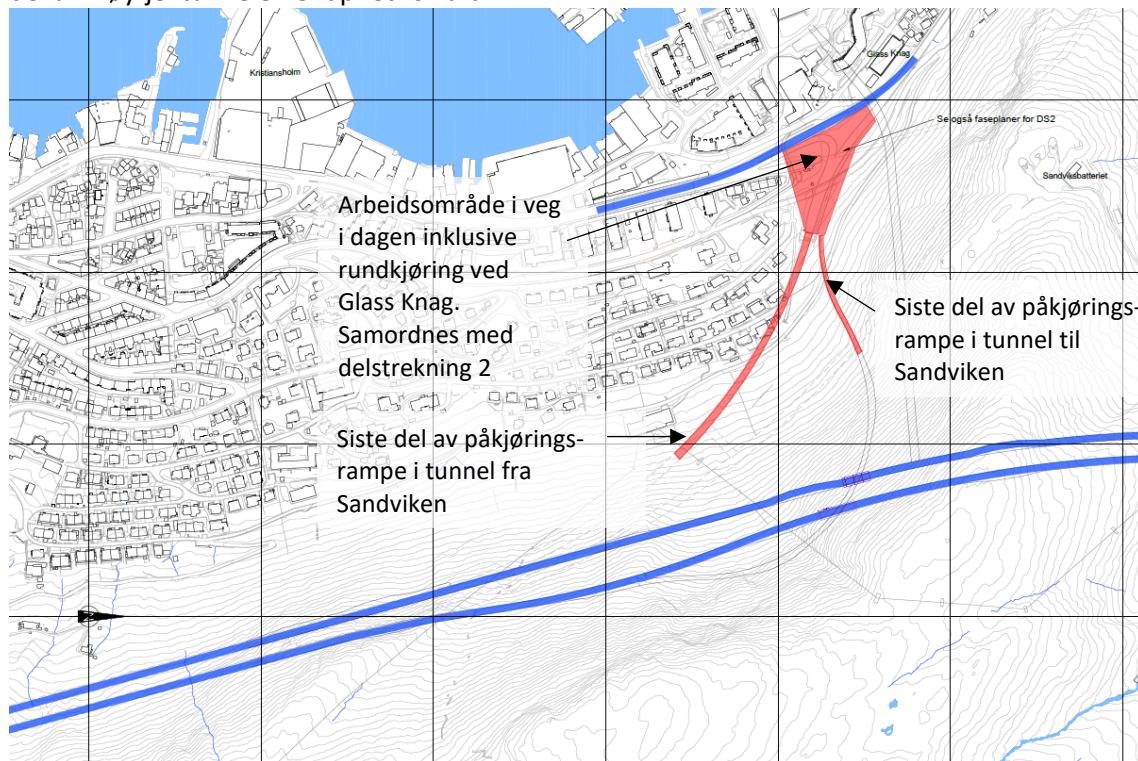 Kristiansholm
Glass Knag
Se også faseplaner for DS2
Sandviksbatteriet
Arbeidsområde i veg
i dagen inklusive
rundkjøring ved
Glass Knag.
Samordnes med
delstrekning 2
Siste del av påkjørings-
rampe i tunnel til
Sandviken
Siste del av påkjørings-
rampe i tunnel fra
Sandviken